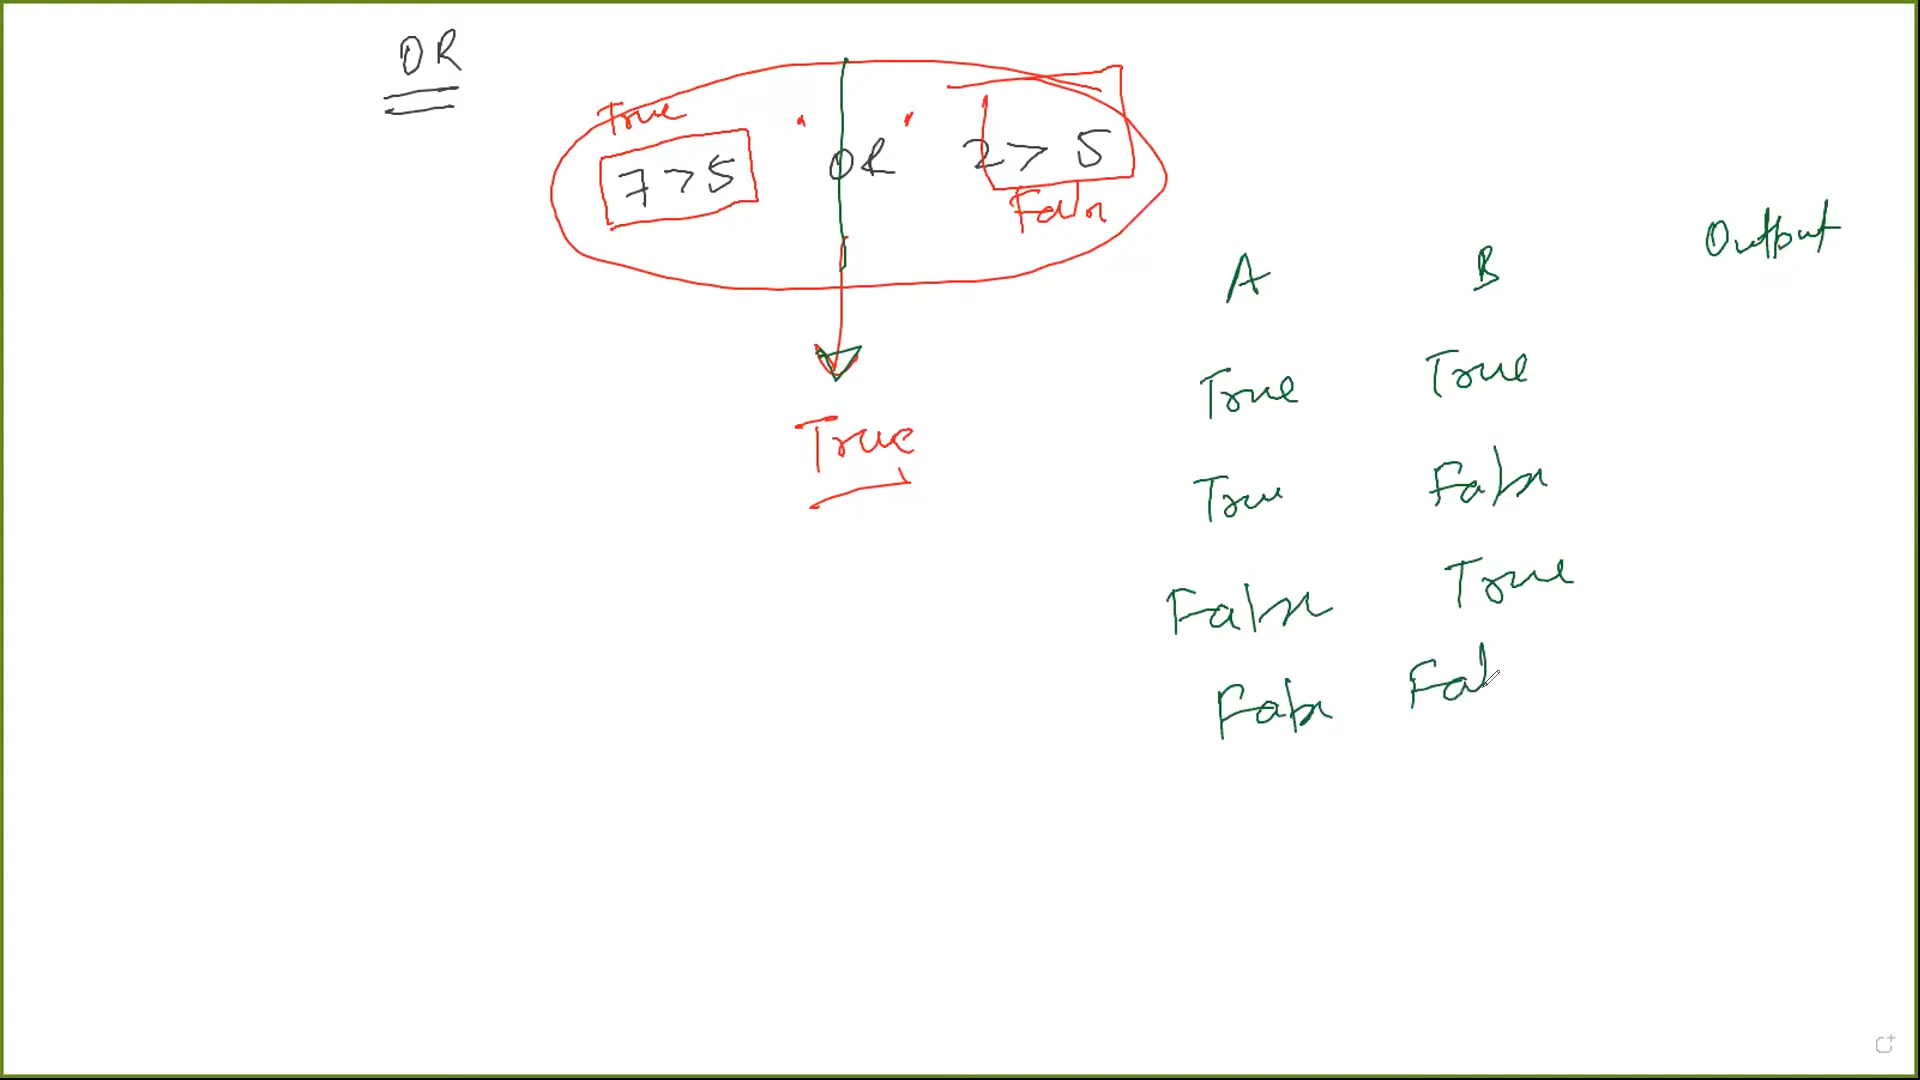 OR
True
7 > 5 " OR " 2 > 5
False
True
A B Output
True True
True False
False True
False Fal